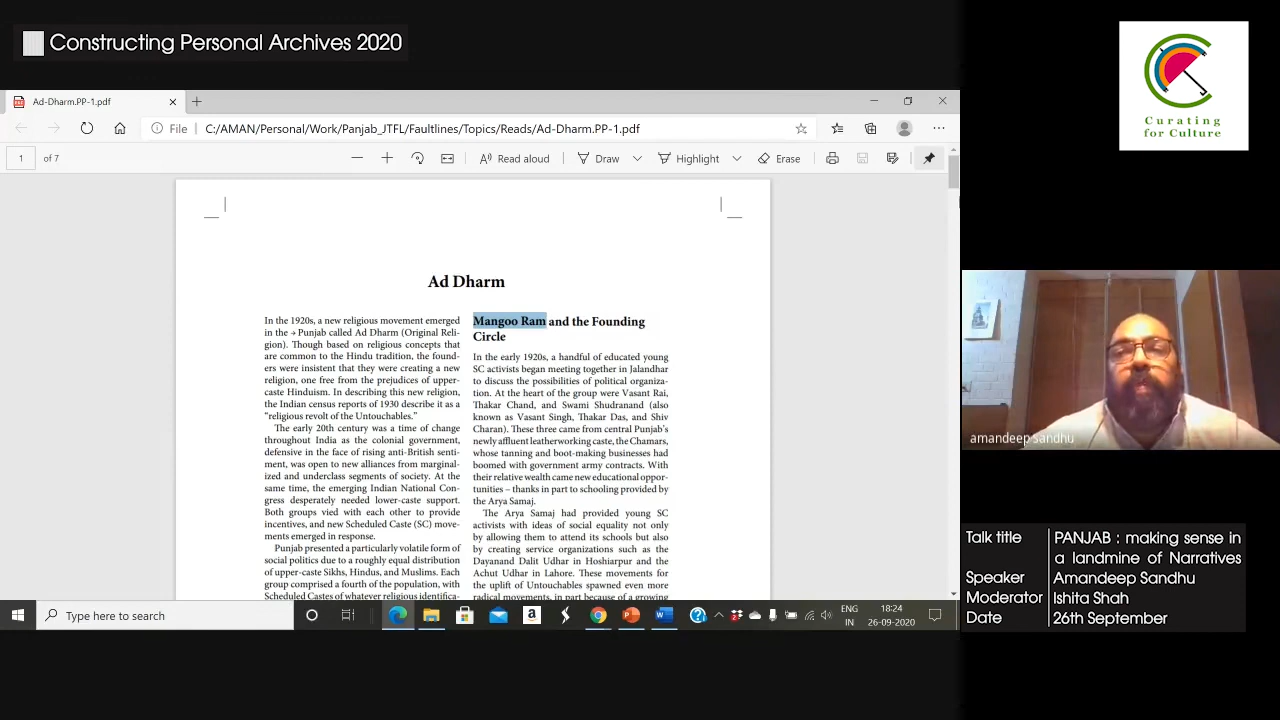 Constructing Personal Archives 2020
Ad-Dharm.PP-1.pdf
File
C:/AMAN/Personal/Work/Panjab_JTFL/Faultlines/Topics/Reads/Ad-Dharm.PP-1.pdf
1 of 7
Read aloud
Draw
Highlight
Erase
Ad Dharm
In the 1920s, a new religious movement emerged
in the → Punjab called Ad Dharm (Original Reli-
gion). Though based on religious concepts that
are common to the Hindu tradition, the found-
ers were insistent that they were creating a new
religion, one free from the prejudices of upper-
caste Hinduism. In describing this new religion,
the Indian census reports of 1930 describe it as a
“religious revolt of the Untouchables.”
The early 20th century was a time of change
throughout India as the colonial government,
defensive in the face of rising anti-British senti-
ment, was open to new alliances from marginal-
ized and underclass segments of society. At the
same time, the emerging Indian National Con-
gress desperately needed lower-caste support.
Both groups vied with each other to provide
incentives, and new Scheduled Caste (SC) move-
ments emerged in response.
Punjab presented a particularly volatile form of
social politics due to a roughly equal distribution
of upper-caste Sikhs, Hindus, and Muslims. Each
group comprised a fourth of the population, with
Scheduled Castes of whatever religious identifica-
Mangoo Ram and the Founding
Circle
In the early 1920s, a handful of educated young
SC activists began meeting together in Jalandhar
to discuss the possibilities of political organiza-
tion. At the heart of the group were Vasant Rai,
Thakar Chand, and Swami Shudranand (also
known as Vasant Singh, Thakar Das, and Shiv
Charan). These three came from central Punjab’s
newly affluent leatherworking caste, the Chamars,
whose tanning and boot-making businesses had
boomed with government army contracts. With
their relative wealth came new educational oppor-
tunities – thanks in part to schooling provided by
the Arya Samaj.
The Arya Samaj had provided young SC
activists with ideas of social equality not only
by allowing them to attend its schools but also
by creating service organizations such as the
Dayanand Dalit Udhar in Hoshiarpur and the
Achut Udhar in Lahore. These movements for
the uplift of Untouchables spawned even more
radical movements, in part because of a growing
Type here to search
ENG
IN
18:24
26-09-2020
Curating
for Culture
amandeep sandhu
Talk title PANJAB : making sense in
a landmine of Narratives
Speaker Amandeep Sandhu
Moderator Ishita Shah
Date 26th September